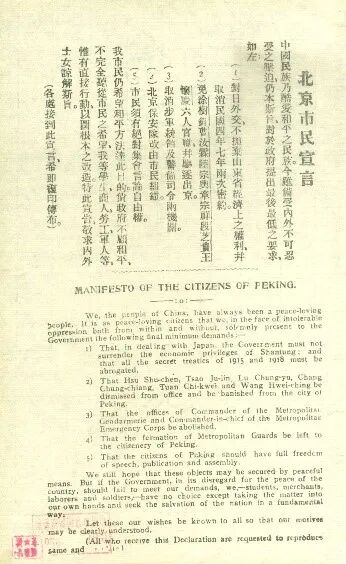 北京市民宣言
中國民族乃酷愛和平之民族今雖備受內外不可忍
受之壓迫仍本斯旨對於政府提出最後最低之要求
如左
(1)對日外交不拋棄山東省經濟上之權利并
取消民國四年七年兩次密約
(2)免徐樹錚曹汝霖陸宗輿章宗祥段芝貴王
懷慶六人官職并驅逐出京
(3)取消步軍統領及警備司令兩機關
(4)北京保安隊改由市民組織
(5)市民須有絕對集會言論自由權
我市民仍希望和平方法達此目的倘政府不顧和平
不完全聽從市民之希望我等學生商人勞工軍人等
惟有直接行動以圖根本之改造特此宣告敬求內外
士女諒解斯旨
(各處接到此宣言希即複印傳布)
MANIFESTO OF THE CITIZENS OF PEKING.
We, the people of China, have always been a peace-loving
people. It is as peace-loving citizens that we, in the face of intolerable
oppression both from within and without, solemnly present to the
Government the following final minimum demands:—
1) That, in dealing with Japan, the Government must not
surrender the economic privileges of Shantung; and
that all the secret treaties of 1915 and 1918 must be
abrogated.
2) That Hsu Shu-chen, Tsao Ju-lin, Lu Chung-yu, Chang
Chung-chiang, Tuan Chi-kwei and Wang Hwei-ching be
dismissed from office and be banished from the city of
Peking.
3) That the offices of Commander of the Metropolitan
Gendarmerie and Commander-in-chief of the Metropolitan
Emergency Corps be abolished.
4) That the formation of Metropolitan Guards be left to
the citizenery of Peking.
5) That the citizens of Peking should have full freedom
of speech, publication and assembly.
We still hope that these may be secured by peaceful
means. But if the Government, in its disregard for the peace of the
country, should fail to meet our demands, we,—students, merchants,
laborers and soldiers,—have no choice except taking the matter into
our own hands and seek the salvation of the nation in a fundamental
way.
Let these our wishes be known to all so that our motives
may be clearly understood.
(All who receive this Declaration are requested to reproduce
same and